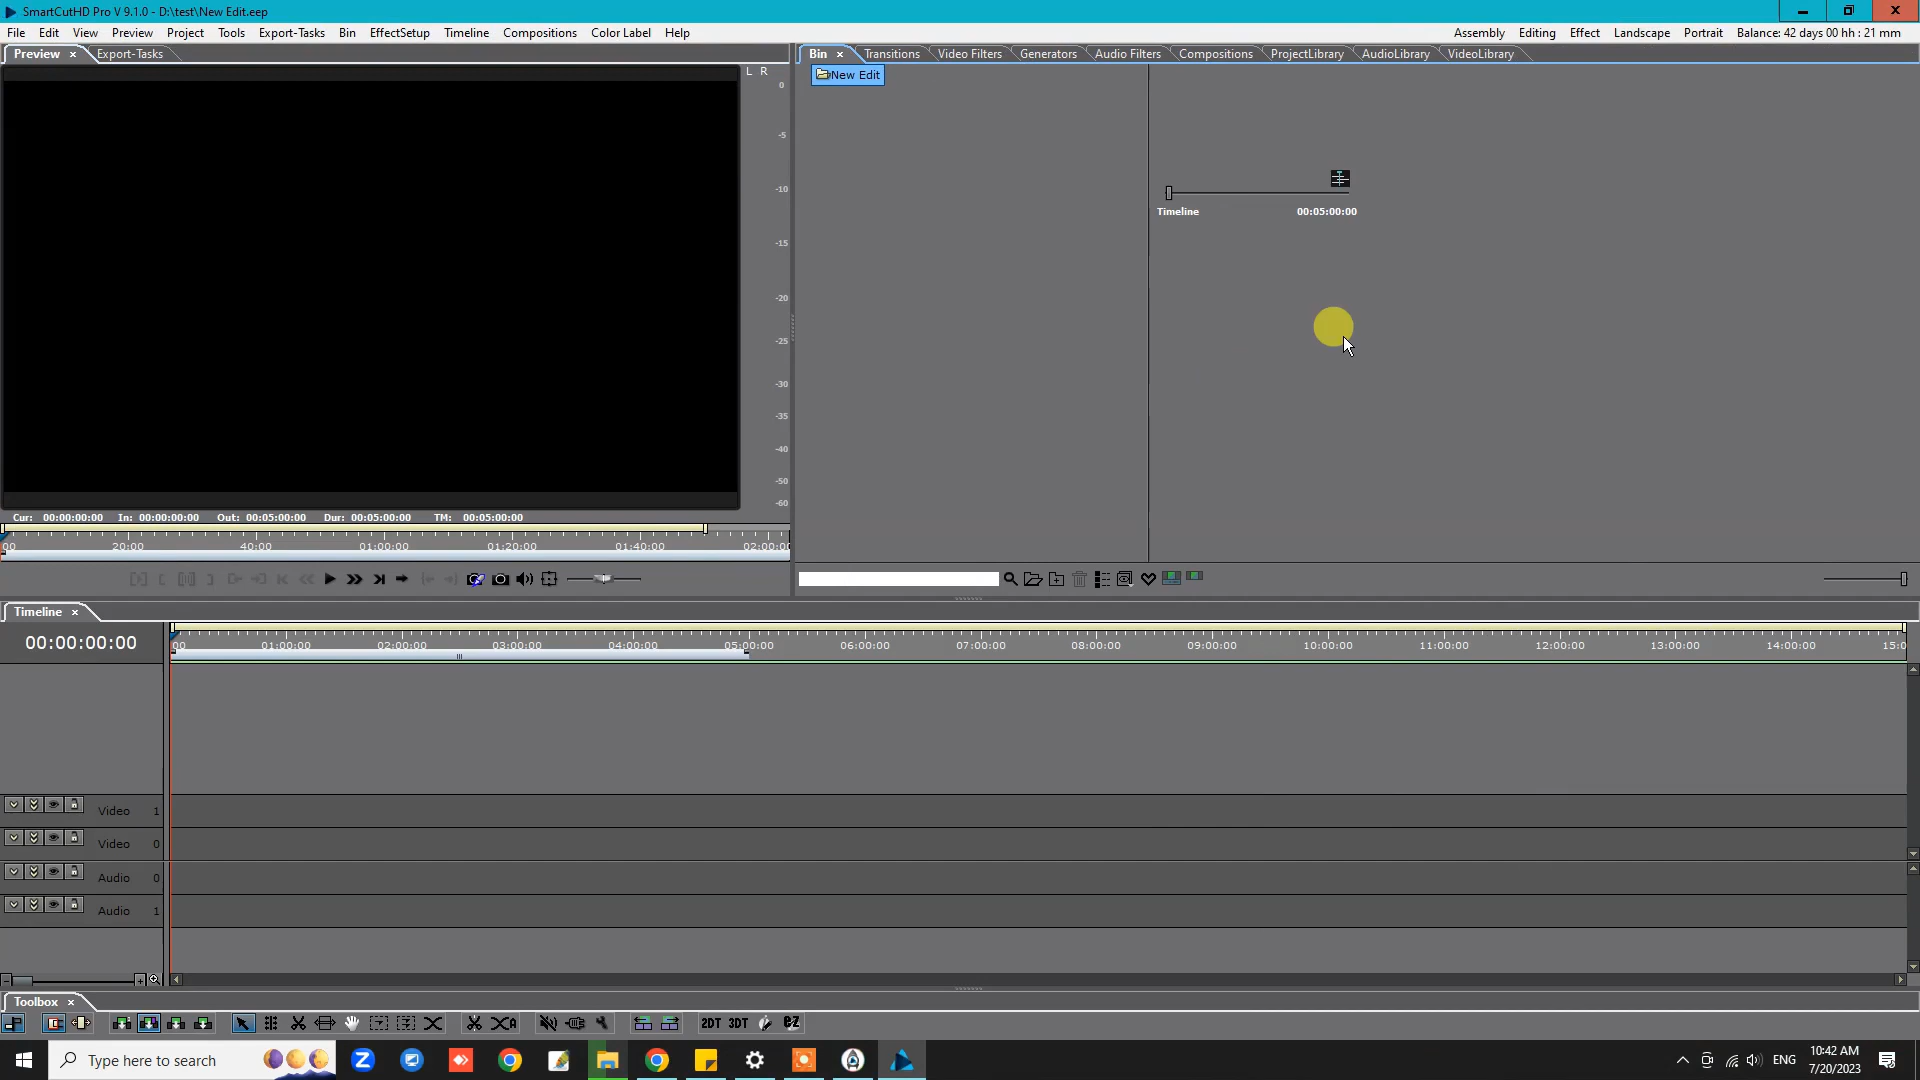 SmartCutHD Pro V 9.1.0 - D:\test\New Edit.eep
File Edit View Preview Project Tools Export-Tasks Bin EffectSetup Timeline Compositions Color Label Help
Assembly Editing Effect Landscape Portrait Balance: 42 days 00 hh : 21 mm
Preview × Export-Tasks
Bin × Transitions Video Filters Generators Audio Filters Compositions ProjectLibrary AudioLibrary VideoLibrary
L R
New Edit
0
-5
-10
-15
-20
-25
-30
-35
-40
-50
-60
Timeline 00:05:00:00
Cur: 00:00:00:00 In: 00:00:00:00 Out: 00:05:00:00 Dur: 00:05:00:00 TM: 00:05:00:00
00 20:00 40:00 01:00:00 01:20:00 01:40:00 02:00:00
Timeline ×
00:00:00:00
00 01:00:00 02:00:00 03:00:00 04:00:00 05:00:00 06:00:00 07:00:00 08:00:00 09:00:00 10:00:00 11:00:00 12:00:00 13:00:00 14:00:00 15:0
Video 1
Video 0
Audio 0
Audio 1
Toolbox ×
2DT 3DT
Type here to search
ENG
10:42 AM
7/20/2023